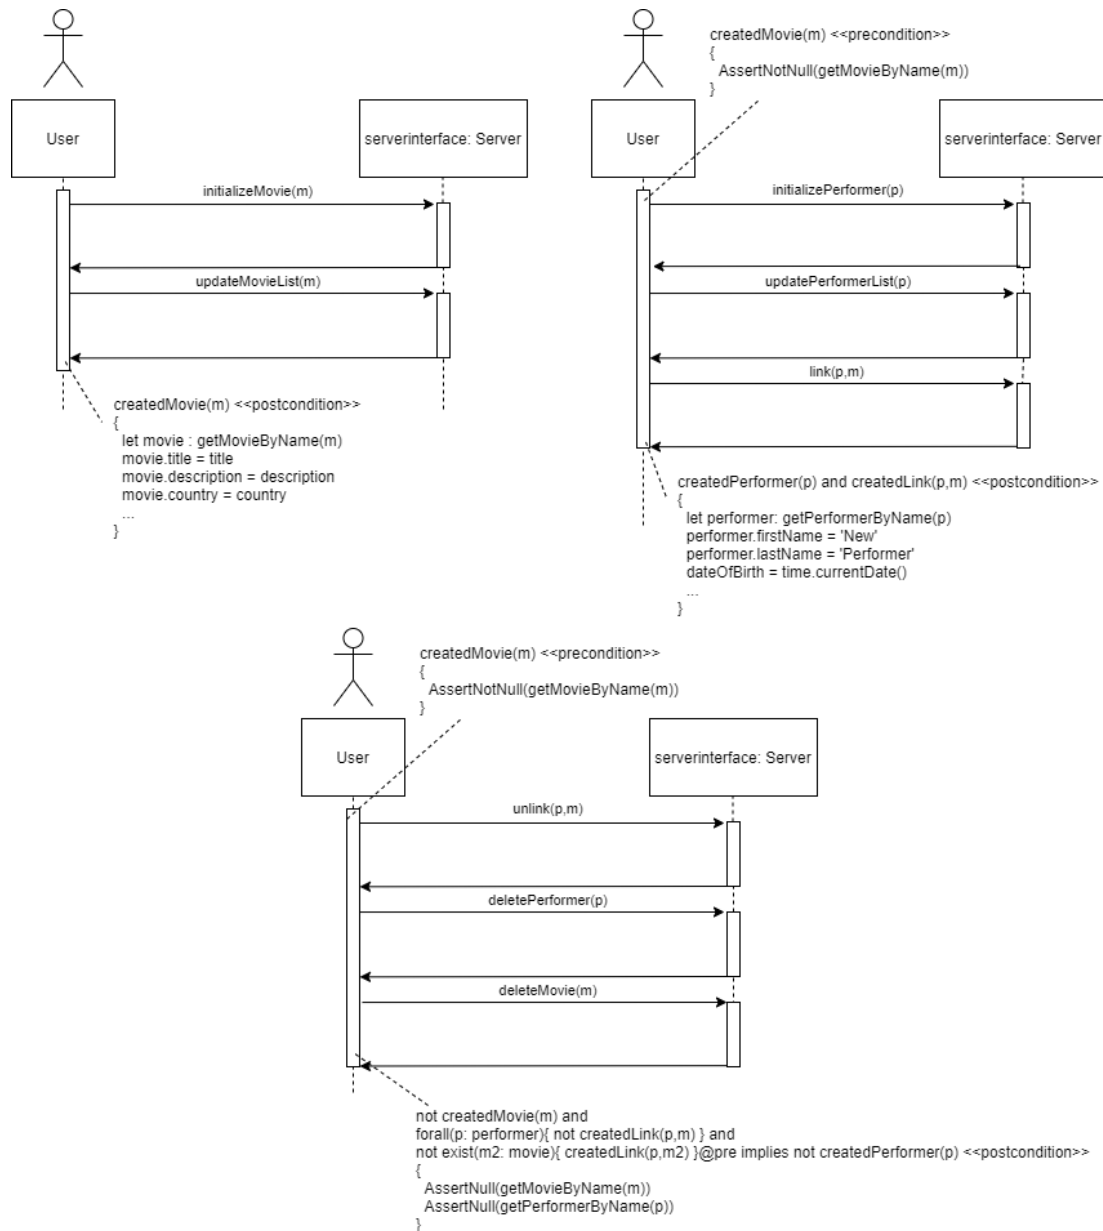 User
serverinterface: Server
initializeMovie(m)
updateMovieList(m)
createdMovie(m) <<postcondition>>
{
let movie : getMovieByName(m)
movie.title = title
movie.description = description
movie.country = country
...
}
createdMovie(m) <<precondition>>
{
AssertNotNull(getMovieByName(m))
}
User
serverinterface: Server
initializePerformer(p)
updatePerformerList(p)
link(p,m)
createdPerformer(p) and createdLink(p,m) <<postcondition>>
{
let performer: getPerformerByName(p)
performer.firstName = 'New'
performer.lastName = 'Performer'
dateOfBirth = time.currentDate()
...
}
createdMovie(m) <<precondition>>
{
AssertNotNull(getMovieByName(m))
}
User
serverinterface: Server
unlink(p,m)
deletePerformer(p)
deleteMovie(m)
not createdMovie(m) and
forall(p: performer){ not createdLink(p,m) } and
not exist(m2: movie){ createdLink(p,m2) }@pre implies not createdPerformer(p) <<postcondition>>
{
AssertNull(getMovieByName(m))
AssertNull(getPerformerByName(p))
}